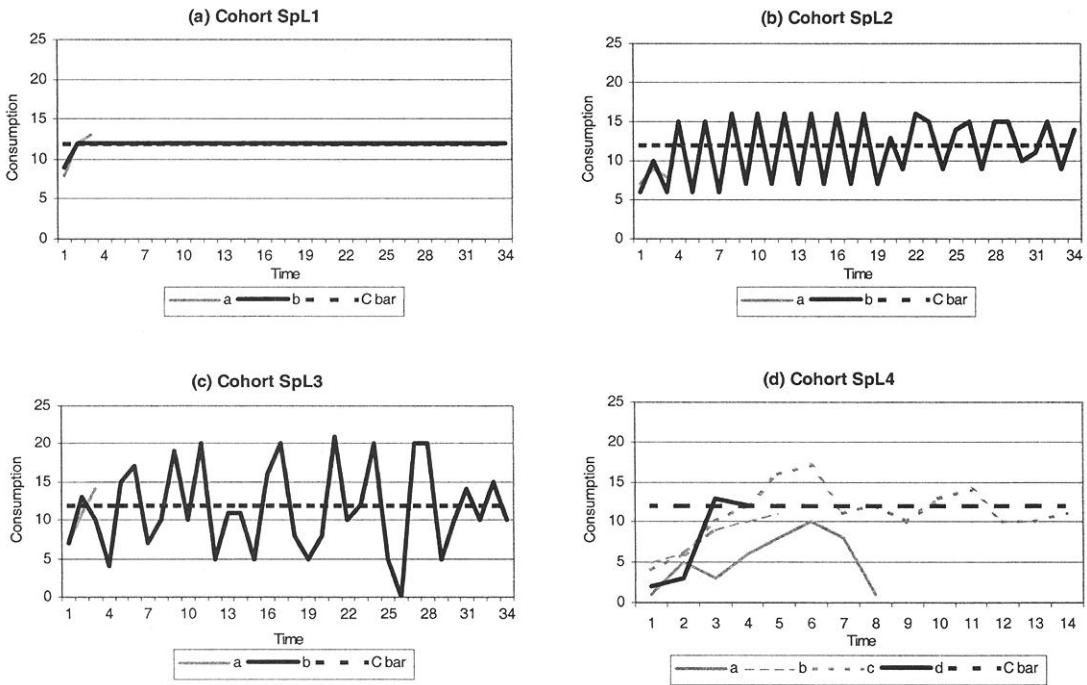 (a) Cohort SpL1
25
20
15
10
5
0
Consumption
1 4 7 10 13 16 19 22 25 28 31 34
Time
a b C bar
(b) Cohort SpL2
25
20
15
10
5
0
Consumption
1 4 7 10 13 16 19 22 25 28 31 34
Time
a b C bar
(c) Cohort SpL3
25
20
15
10
5
0
Consumption
1 4 7 10 13 16 19 22 25 28 31 34
Time
a b C bar
(d) Cohort SpL4
25
20
15
10
5
0
Consumption
1 2 3 4 5 6 7 8 9 10 11 12 13 14
Time
a b c d C bar